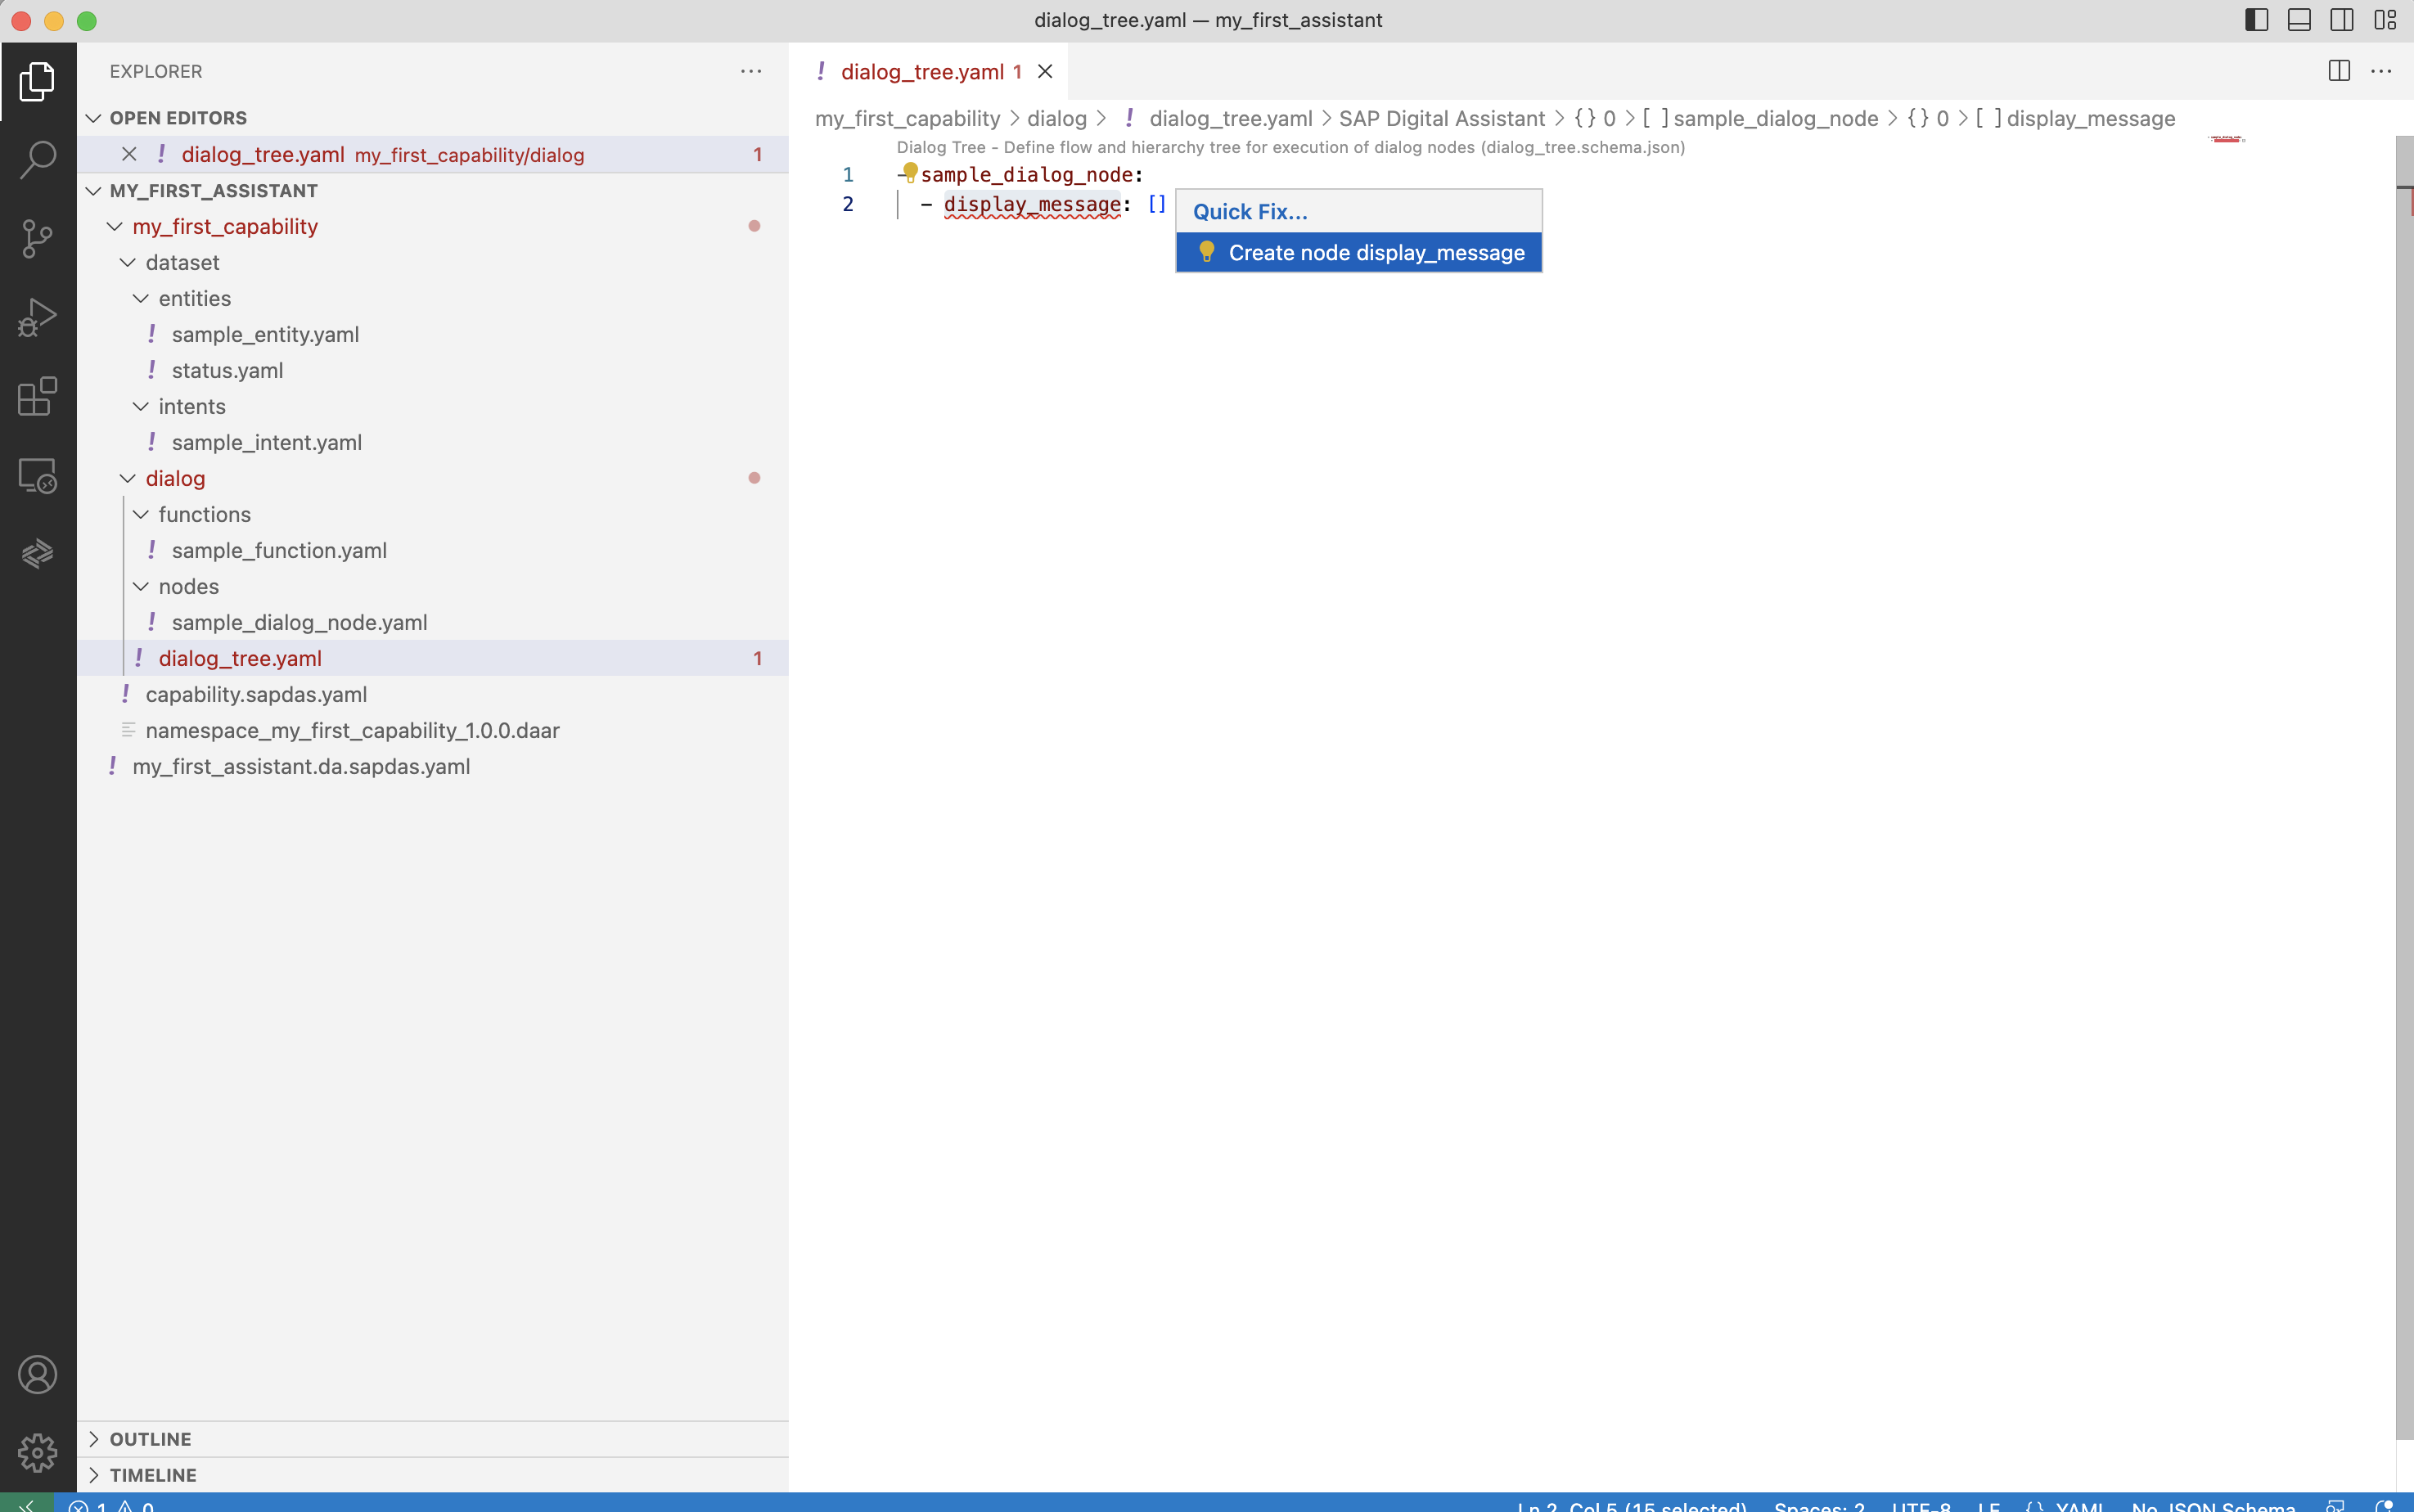 dialog_tree.yaml — my_first_assistant
EXPLORER
OPEN EDITORS
dialog_tree.yaml my_first_capability/dialog 1
MY_FIRST_ASSISTANT
my_first_capability
dataset
entities
! sample_entity.yaml
! status.yaml
intents
! sample_intent.yaml
dialog
functions
! sample_function.yaml
nodes
! sample_dialog_node.yaml
! dialog_tree.yaml 1
! capability.sapdas.yaml
namespace_my_first_capability_1.0.0.daar
! my_first_assistant.da.sapdas.yaml
OUTLINE
TIMELINE
! dialog_tree.yaml 1
my_first_capability > dialog > ! dialog_tree.yaml > SAP Digital Assistant > {} 0 > [ ] sample_dialog_node > {} 0 > [ ] display_message
Dialog Tree - Define flow and hierarchy tree for execution of dialog nodes (dialog_tree.schema.json)
1 - sample_dialog_node:
2 - display_message: []
Quick Fix...
Create node display_message
1 0
Ln 2, Col 5 (15 selected) Spaces: 2 UTF-8 LF {} YAML No JSON Schema